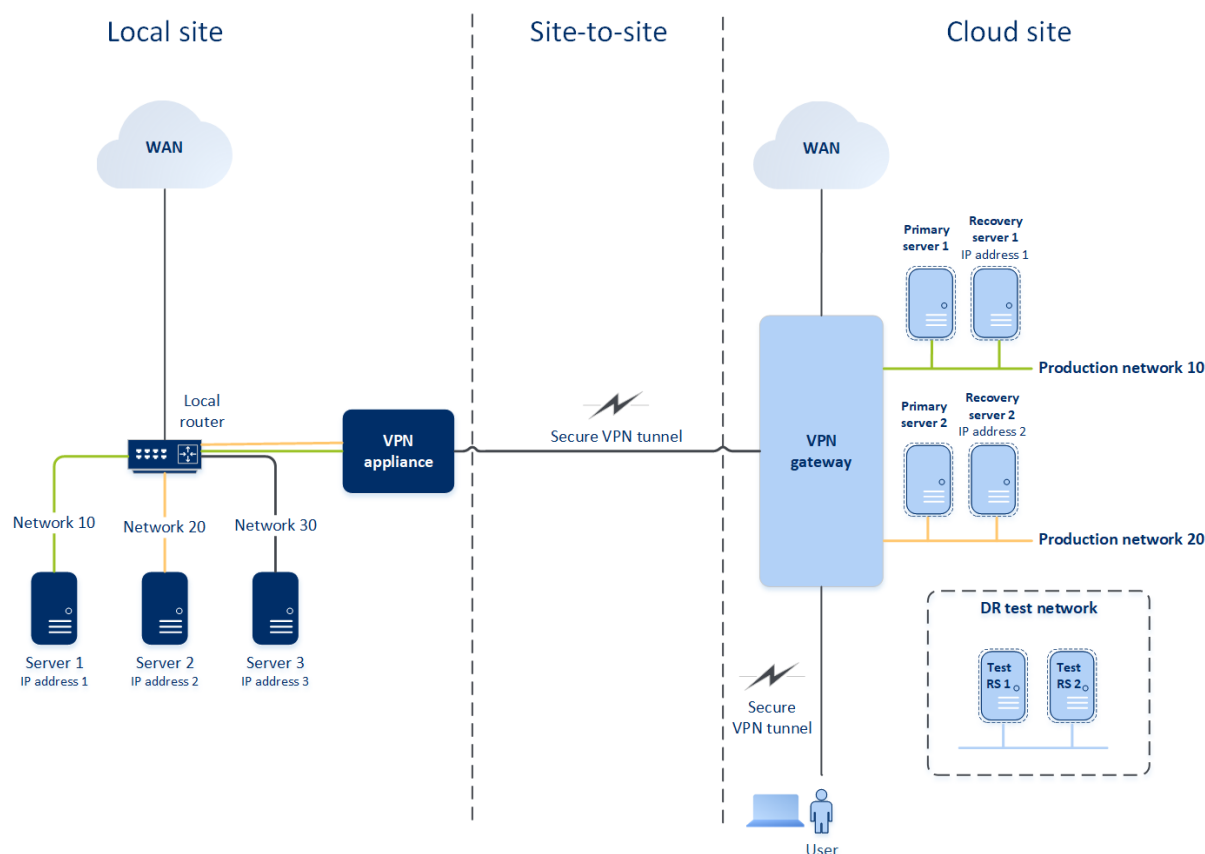 Local site
Site-to-site
Cloud site
WAN
WAN
Primary
server 1
Recovery
server 1
IP address 1
Production network 10
Local
router
VPN
appliance
Secure VPN tunnel
VPN
gateway
Primary
server 2
Recovery
server 2
IP address 2
Production network 20
Network 10
Network 20
Network 30
Server 1
IP address 1
Server 2
IP address 2
Server 3
IP address 3
DR test network
Test
RS 1
Test
RS 2
Secure
VPN tunnel
User